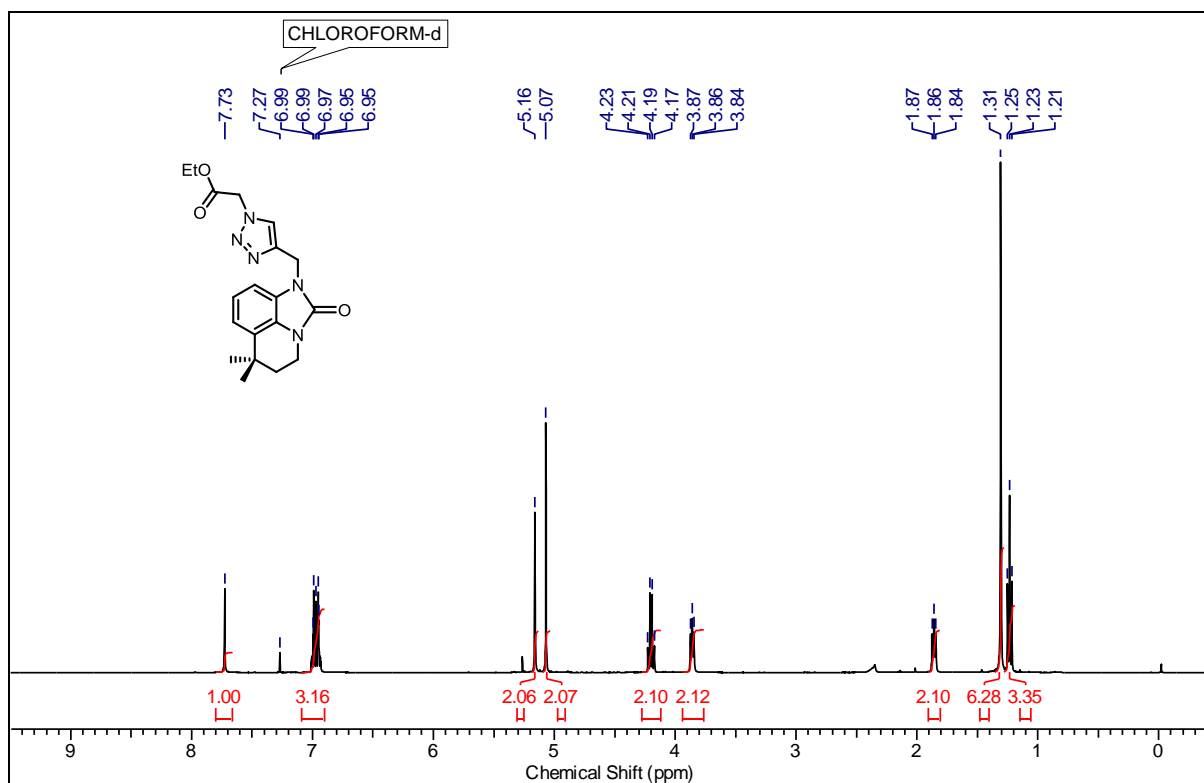 CHLOROFORM-d
7.73
7.27
6.99
6.99
6.97
6.95
6.95
5.16
5.07
4.23
4.21
4.19
4.17
3.87
3.86
3.84
1.87
1.86
1.84
1.31
1.25
1.23
1.21
EtO
O
N
N
N
N
O
N
1.00
3.16
2.06
2.07
2.10
2.12
2.10
6.28
3.35
9 8 7 6 5 4 3 2 1 0
Chemical Shift (ppm)